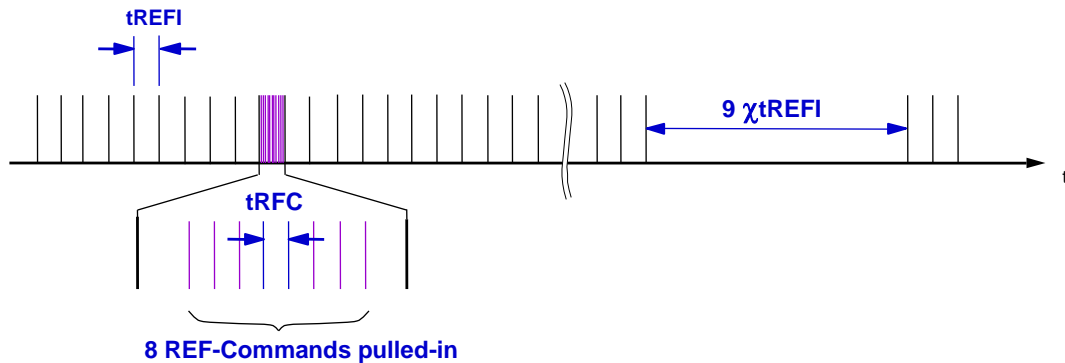 tREFI
9 χtREFI
t
tRFC
8 REF-Commands pulled-in